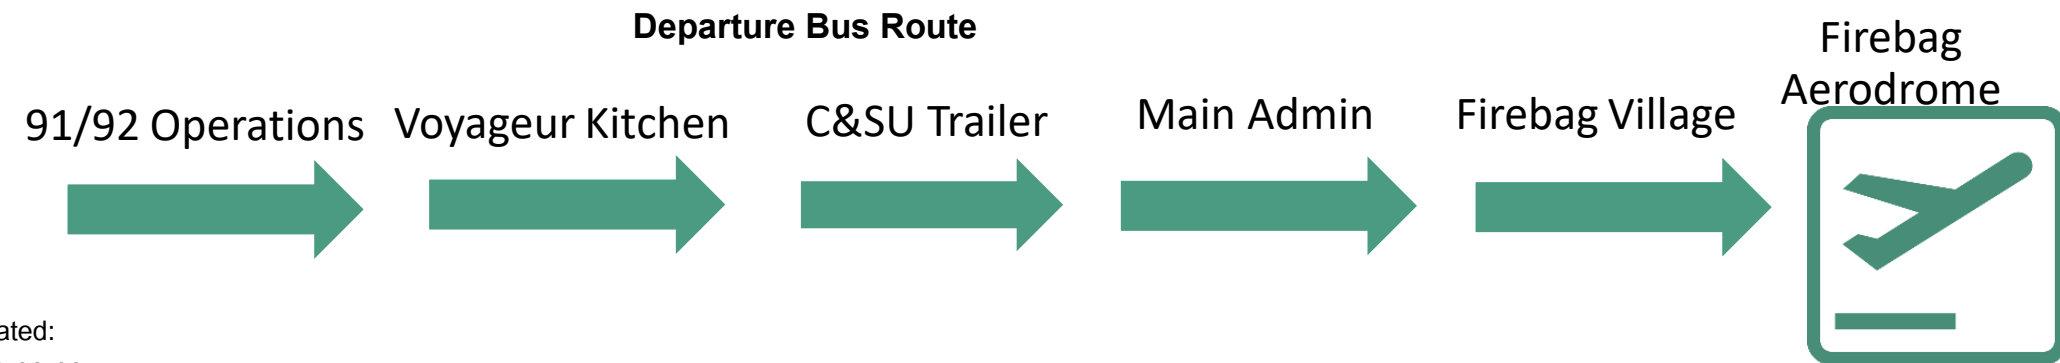 Departure Bus Route
Firebag
Aerodrome
91/92 Operations
Voyageur Kitchen
C&SU Trailer
Main Admin
Firebag Village
ated: